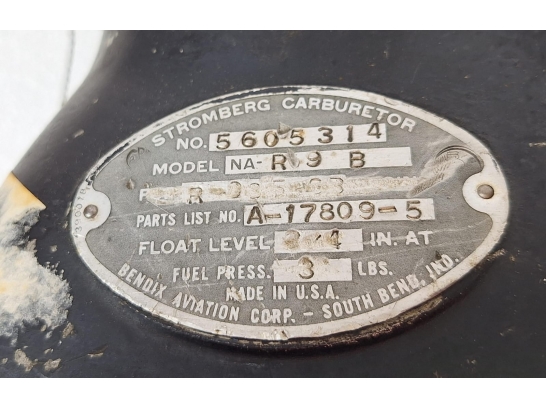 STROMBERG CARBURETOR
NO. 5605314
MODEL NA-R9B
PARTS LIST NO. A-17809-5
FLOAT LEVEL IN. AT
FUEL PRESS. 3 LBS.
MADE IN U.S.A.
BENDIX AVIATION CORP. - SOUTH BEND, IND.